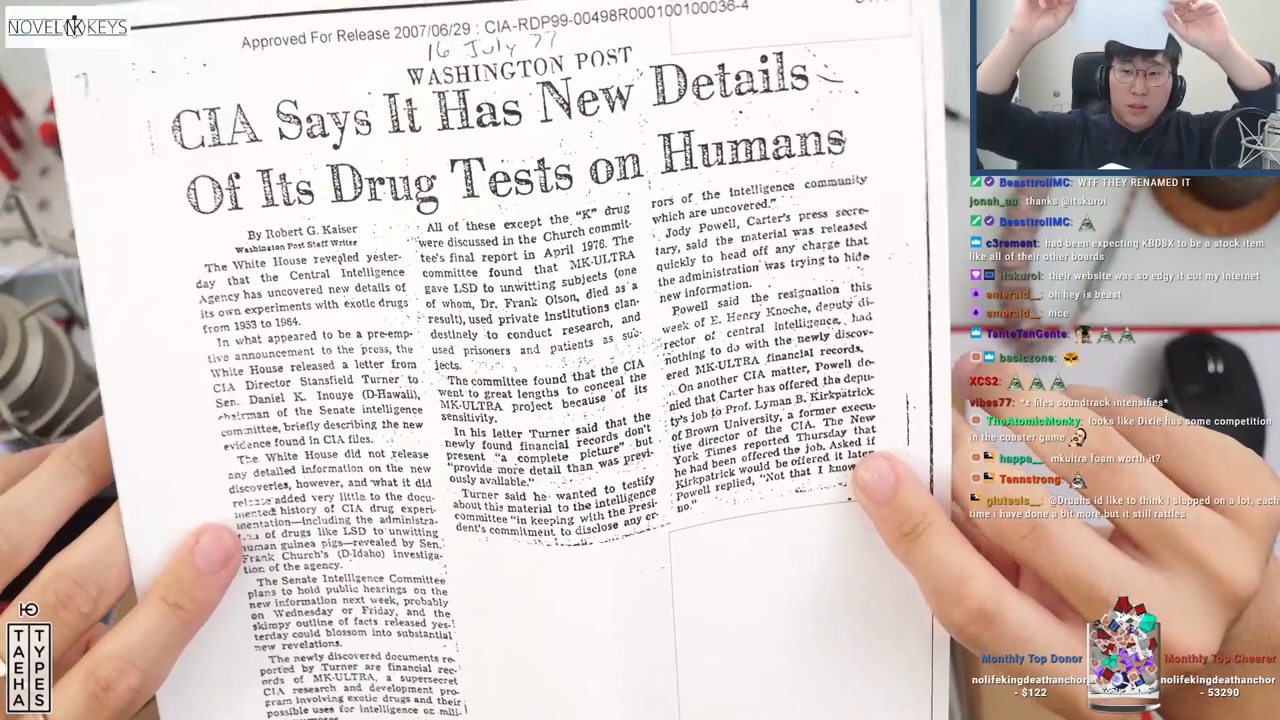 NOVELKEYS
Approved For Release 2007/06/29 : CIA-RDP99-00498R000100100036-4
16 July 77
WASHINGTON POST
CIA Says It Has New Details
Of Its Drug Tests on Humans
By Robert G. Kaiser
Washington Post Staff Writer
The White House revealed yester-
day that the Central Intelligence
Agency has uncovered new details of
its own experiments with exotic drugs
from 1953 to 1964.
In what appeared to be a pre-emp-
tive announcement to the press, the
White House released a letter from
CIA Director Stansfield Turner to
Sen. Daniel K. Inouye (D-Hawaii),
chairman of the Senate intelligence
committee, briefly describing the new
evidence found in CIA files.
The White House did not release
any detailed information on the new
discoveries, however, and what it did
release added very little to the docu-
mented history of CIA drug experi-
mentation—including the administra-
of drugs like LSD to unwitting
human guinea pigs—revealed by Sen.
Frank Church's (D-Idaho) investiga-
tion of the agency.
The Senate Intelligence Committee
plans to hold public hearings on the
new information next week, probably
on Wednesday or Friday, and the
skimpy outline of facts released yes-
terday could blossom into substantial
new revelations.
The newly discovered documents re-
ported by Turner are financial rec-
ords of MK-ULTRA, a supersecret
CIA research and development pro-
gram involving exotic drugs and their
possible uses for intelligence or mili-
All of these except the "K" drug
were discussed in the Church commit-
tee's final report in April 1976. The
committee found that MK-ULTRA
gave LSD to unwitting subjects (one
of whom, Dr. Frank Olson, died as a
result), used private institutions clan-
destinely to conduct research, and
used prisoners and patients as sub-
jects.
The committee found that the CIA
went to great lengths to conceal the
MK-ULTRA project because of its
sensitivity.
In his letter Turner said that the
newly found financial records don't
present "a complete picture" but
"provide more detail than was previ-
ously available."
Turner said he wanted to testify
about this material to the intelligence
committee "in keeping with the Presi-
dent's commitment to disclose any er-
rors of the intelligence community
which are uncovered."
Jody Powell, Carter's press secre-
tary, said the material was released
quickly to head off any charge that
the administration was trying to hide
new information.
Powell said the resignation this
week of E. Henry Knoche, deputy di-
rector of central intelligence, had
nothing to do with the newly discov-
ered MK-ULTRA financial records.
On another CIA matter, Powell de-
nied that Carter has offered the depu-
ty's job to Prof. Lyman B. Kirkpatrick
of Brown University, a former execu-
tive director of the CIA. The New
York Times reported Thursday that
he had been offered the job. Asked if
Kirkpatrick would be offered it later
Powell replied, "Not that I know
no."
BeasttrollMC: WTF THEY RENAMED IT
jonah_au: thanks @itskuroi
BeasttrollMC:
c3rement: had been expecting KBD8X to be a stock item
like all of their other boards
itskuroi: their website was so edgy it cut my internet
emerald__: oh hey is beast
emerald__: nice
TanteTanGente:
basiczone:
XCS2:
vibes77: *x files soundtrack intensifies*
TheAtomicMonky: looks like Dixie has some competition
in the coaster game
happa__: mkultra foam worth it?
Tennstrong:
gluteals__: @Druahs id like to think i slapped on a lot, each
time i have done a bit more but it still rattles
TAEHA
TYPES
Monthly Top Donor
nolifekingdeathanchor
- $122
Monthly Top Cheerer
nolifekingdeathanchor
- 53290